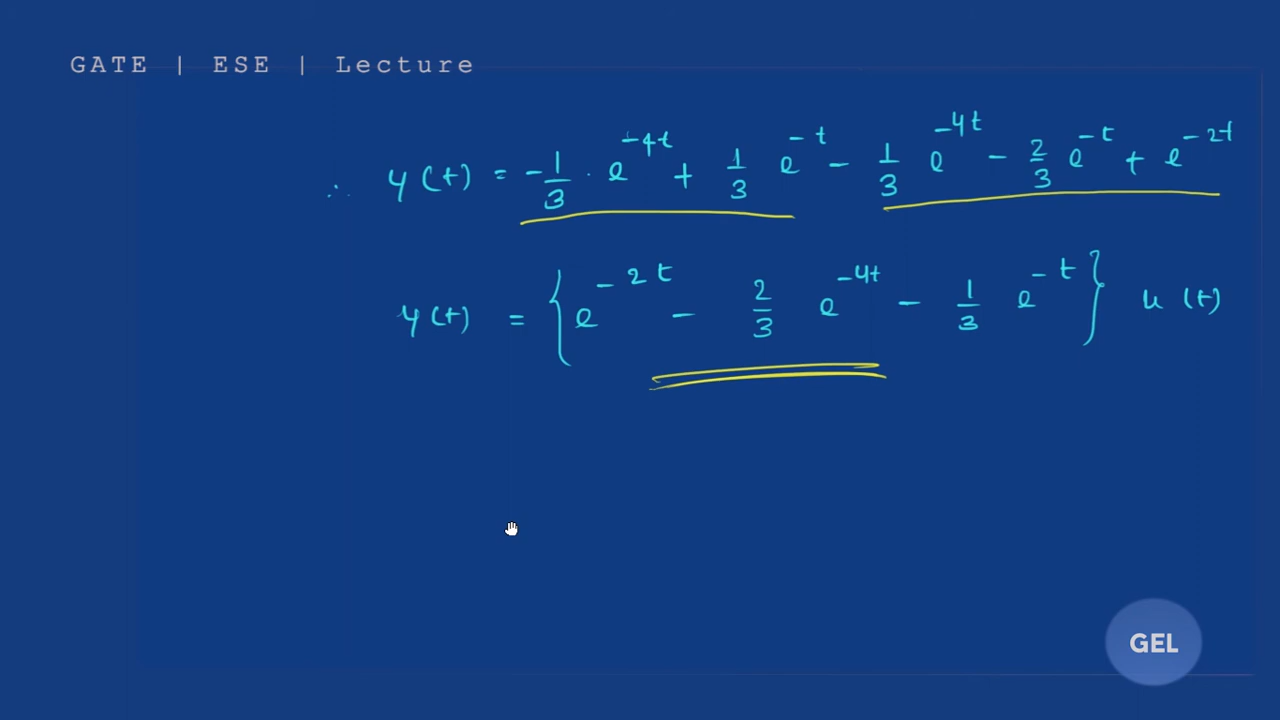 GATE | ESE | Lecture
∴ y(t) = -1/3 · e^{-4t} + 1/3 e^{-t} - 1/3 e^{-4t} - 2/3 e^{-t} + e^{-2t}
y(t) = {e^{-2t} - 2/3 e^{-4t} - 1/3 e^{-t}} u(t)
GEL